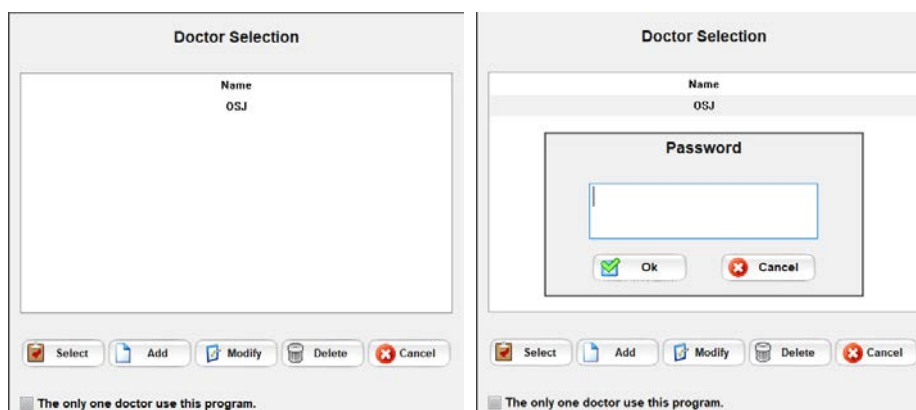 Doctor Selection
Name
OSJ
Select Add Modify Delete Cancel
The only one doctor use this program.
Doctor Selection
Name
OSJ
Password
Ok Cancel
Select Add Modify Delete Cancel
The only one doctor use this program.